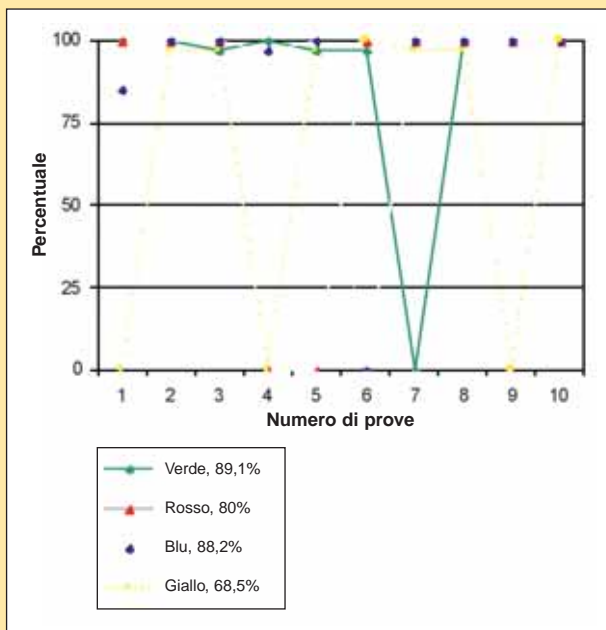 100
75
50
25
0
Percentuale
1 2 3 4 5 6 7 8 9 10
Numero di prove
Verde, 89,1%
Rosso, 80%
Blu, 88,2%
Giallo, 68,5%